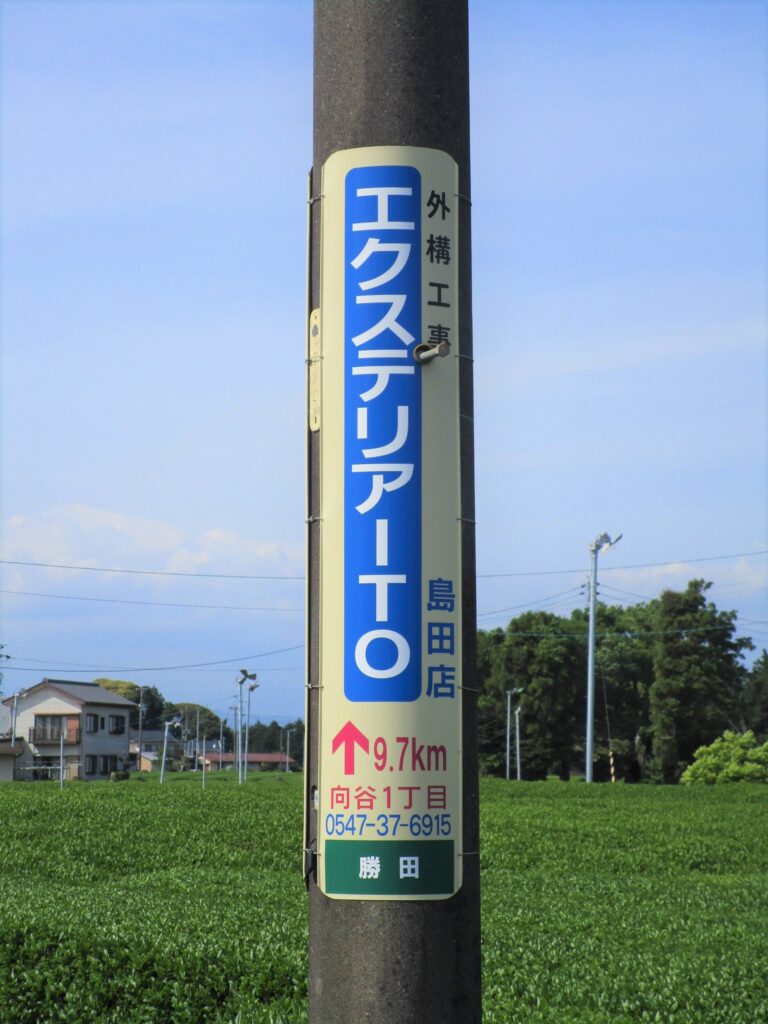 外構工事
エクステリアーTO
島田店
↑9.7km
向谷1丁目
0547-37-6915
勝田